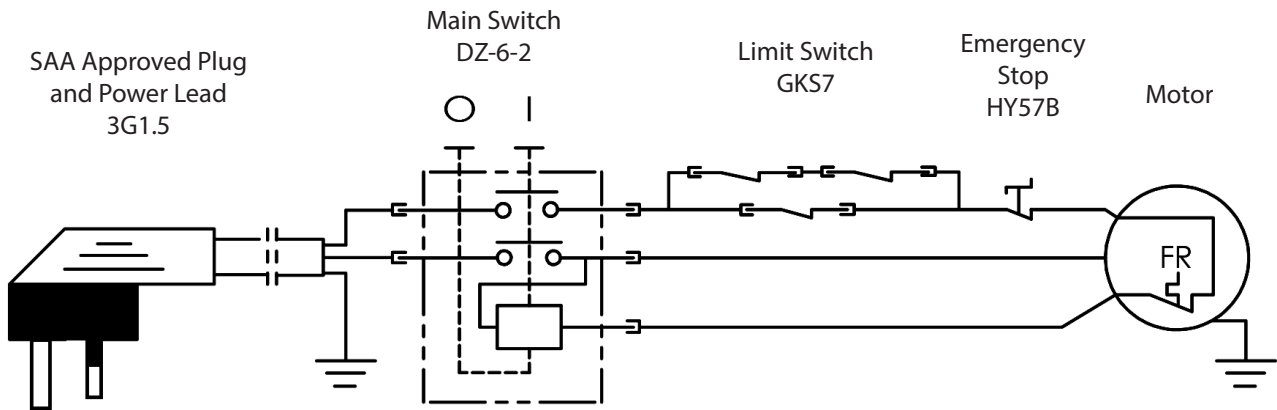 SAA Approved Plug
and Power Lead
3G1.5
Main Switch
DZ-6-2
O I
Limit Switch
GKS7
Emergency
Stop
HY57B
Motor
FR